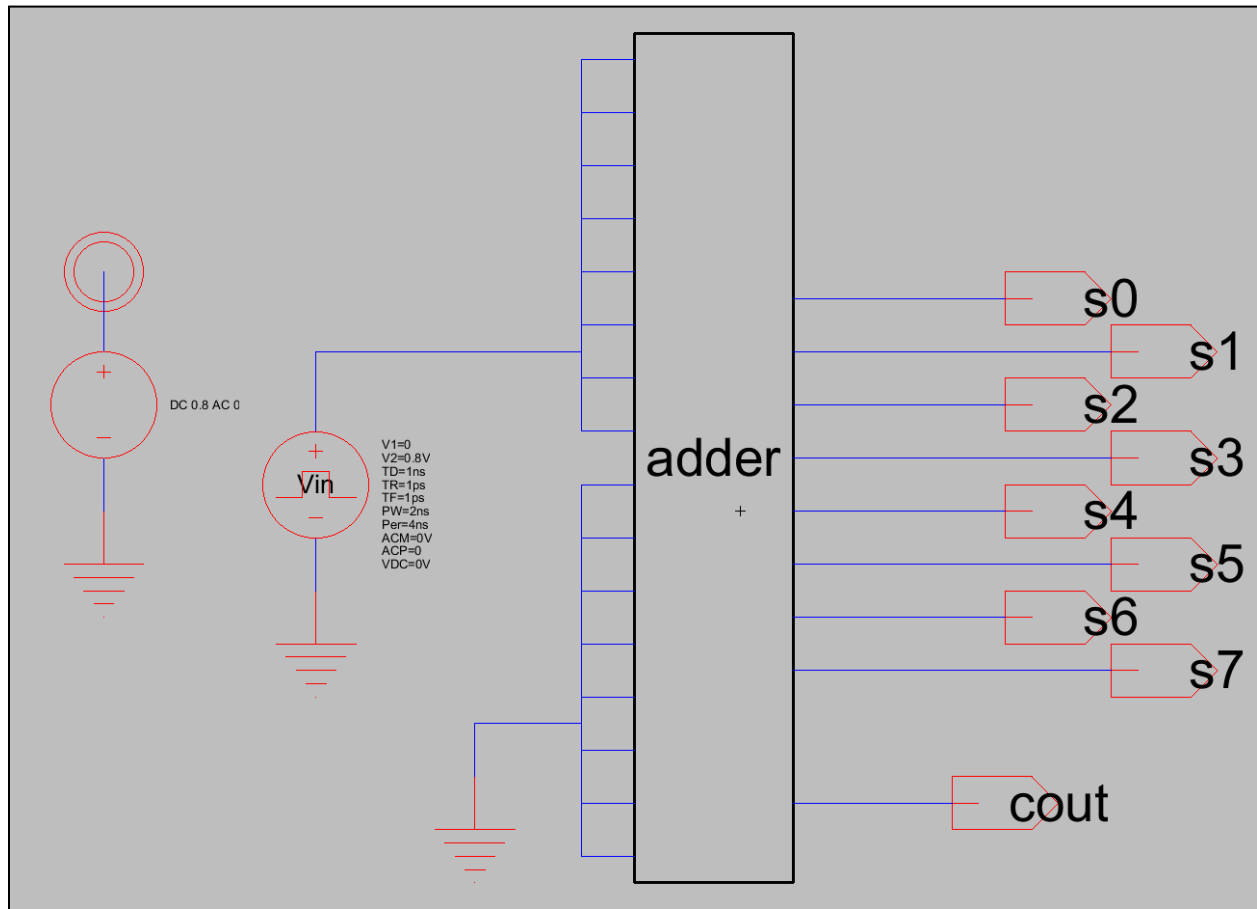 s0
s1
s2
DC 0.8 AC 0
V1=0
V2=0.8V
TD=1ns
TR=1ps
TF=1ps
PW=2ns
Per=4ns
ACM=0V
ACP=0
VDC=0V
Vin
adder
s3
s4
s5
s6
s7
cout